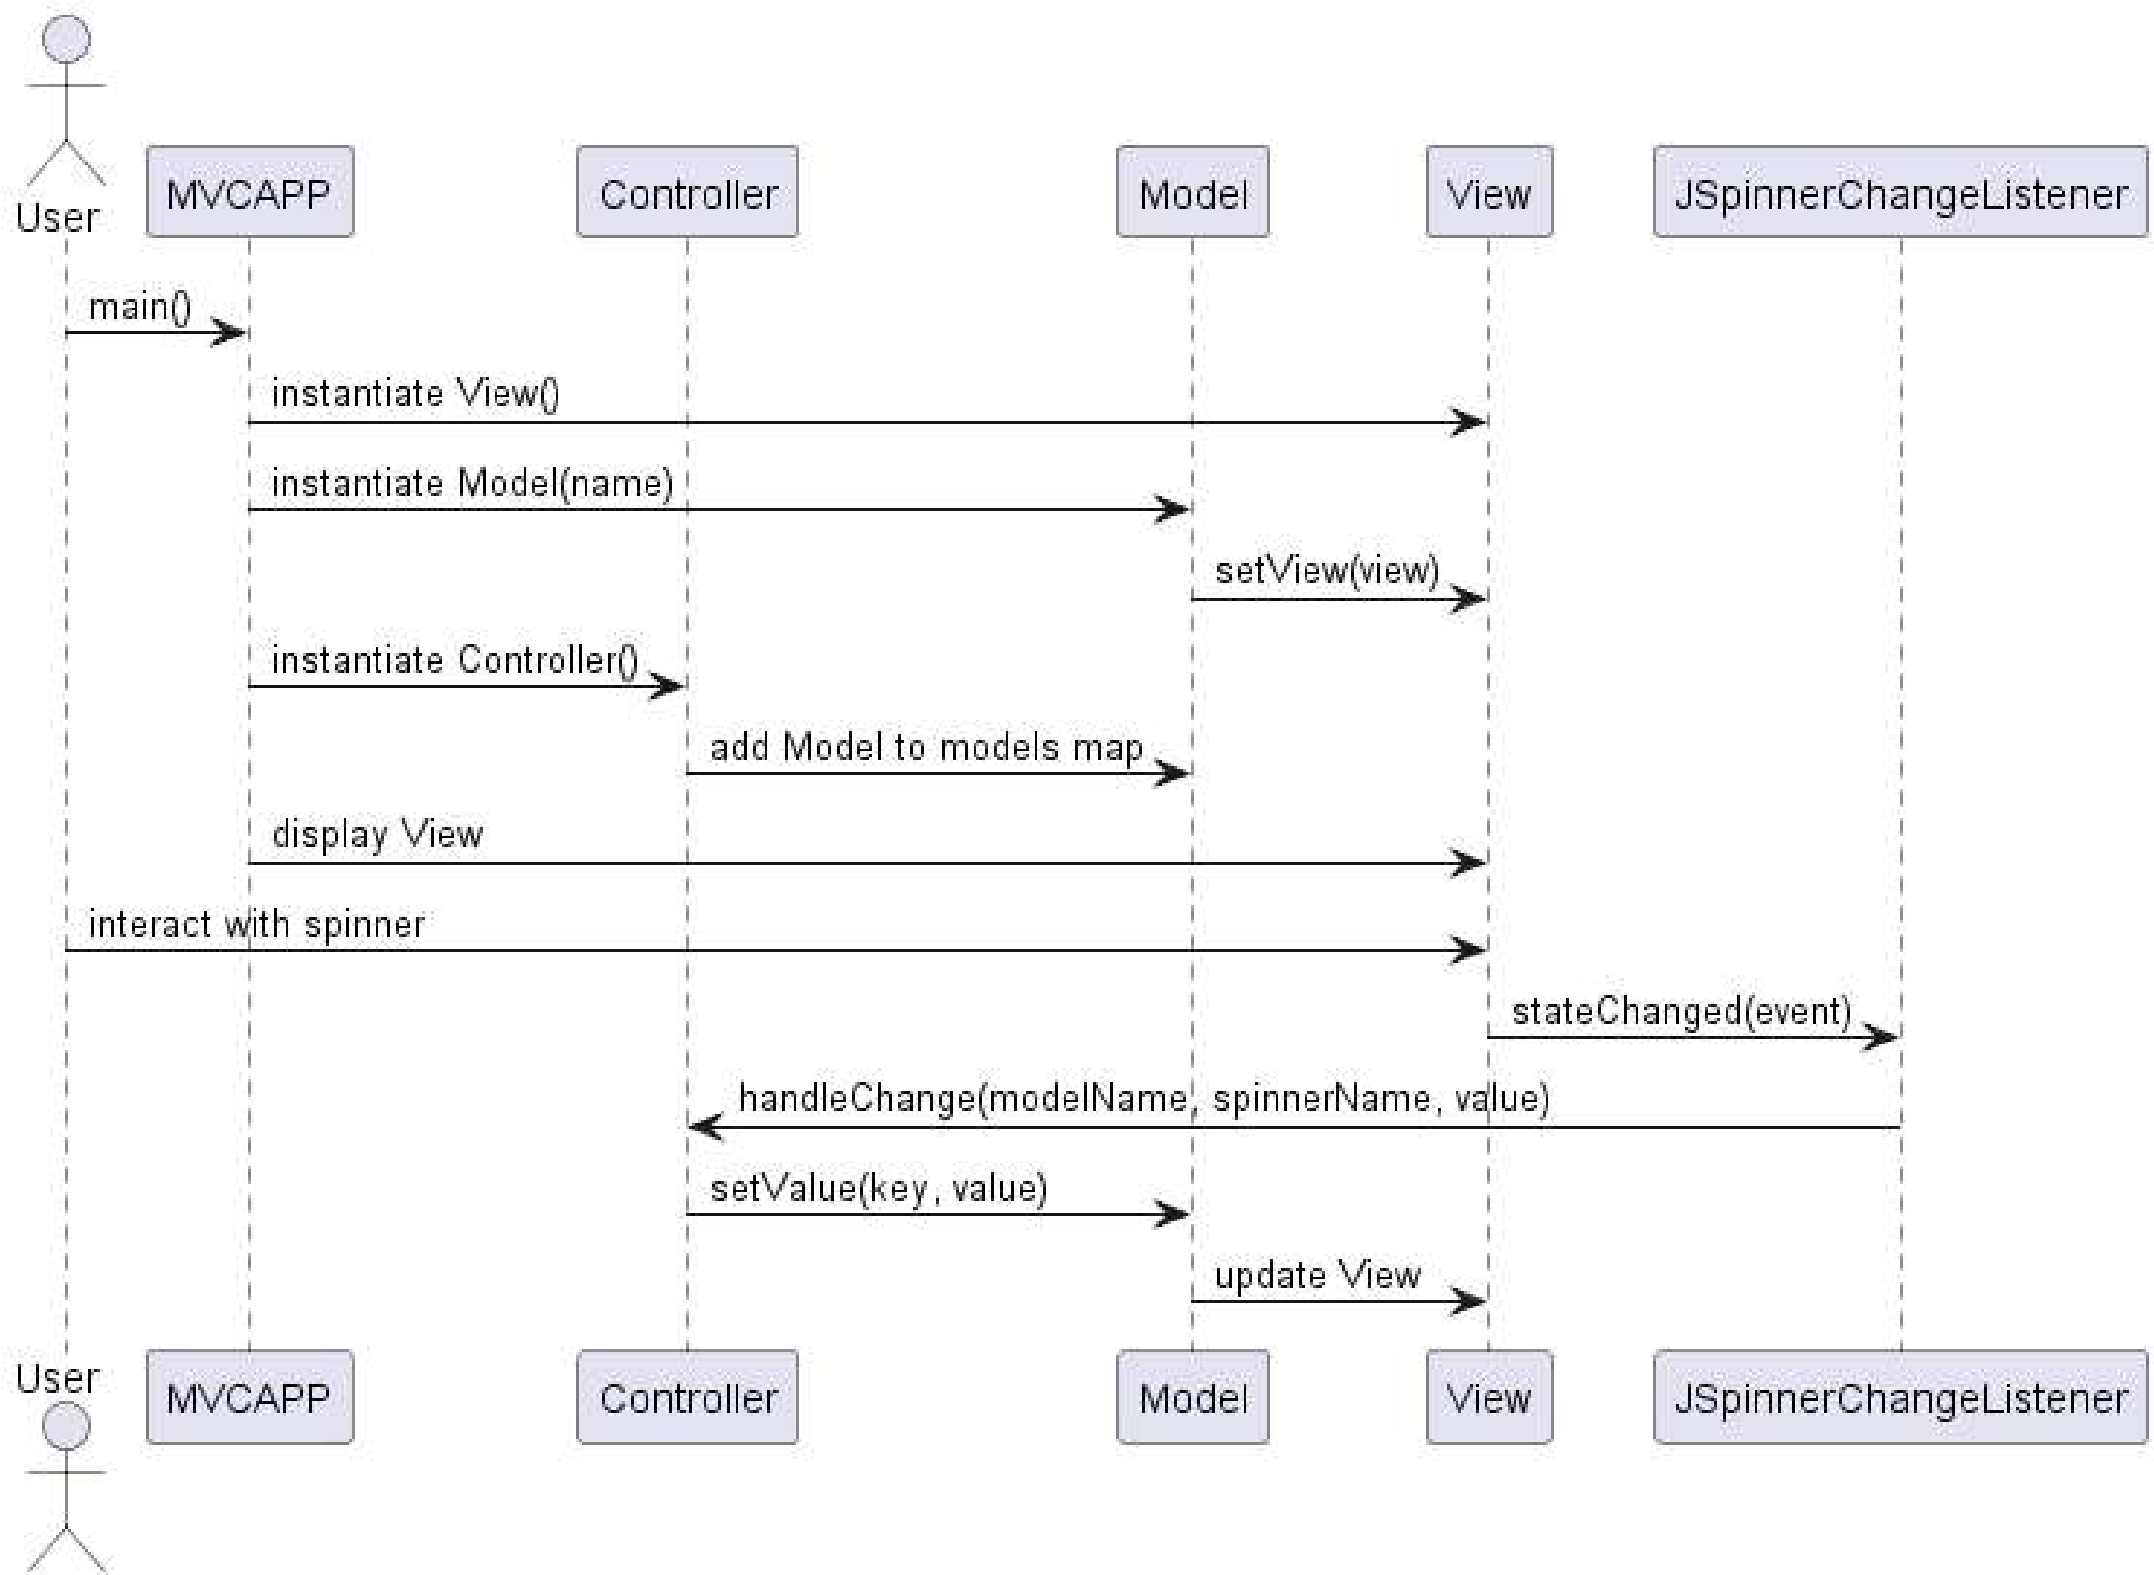 User
MVCAPP
Controller
Model
View
JSpinnerChangeListener
main()
instantiate View()
instantiate Model(name)
setView(view)
instantiate Controller()
add Model to models map
display View
interact with spinner
stateChanged(event)
handleChange(modelName, spinnerName, value)
setValue(key, value)
update View
User
MVCAPP
Controller
Model
View
JSpinnerChangeListener